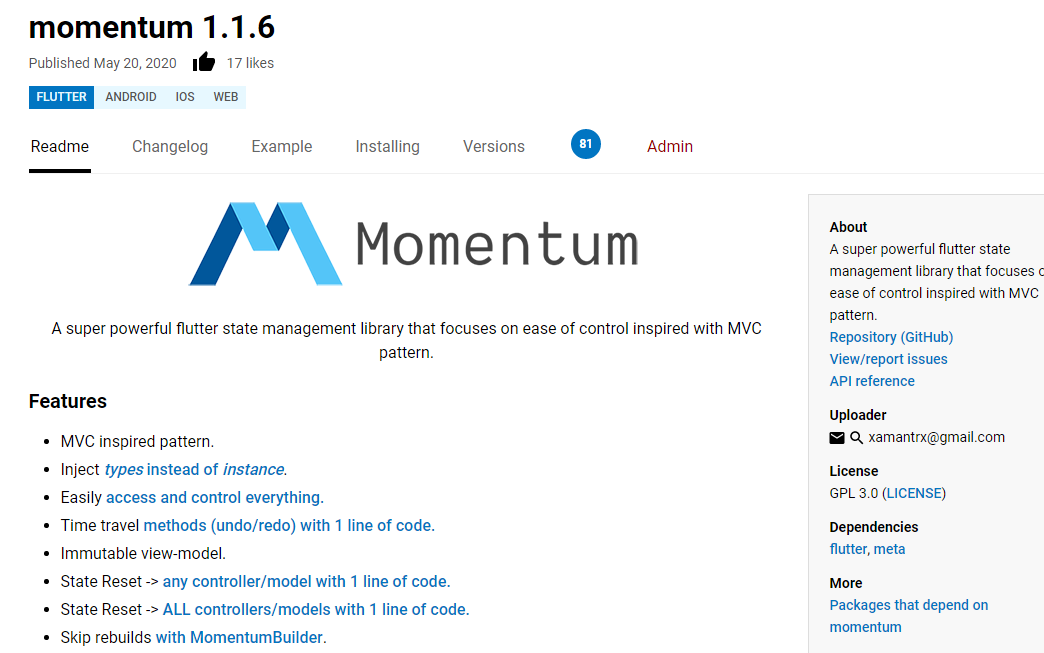 momentum 1.1.6
Published May 20, 2020 17 likes
FLUTTER ANDROID IOS WEB
Readme Changelog Example Installing Versions 81 Admin
Momentum
A super powerful flutter state management library that focuses on ease of control inspired with MVC
pattern.
Features
MVC inspired pattern.
Inject types instead of instance.
Easily access and control everything.
Time travel methods (undo/redo) with 1 line of code.
Immutable view-model.
State Reset -> any controller/model with 1 line of code.
State Reset -> ALL controllers/models with 1 line of code.
Skip rebuilds with MomentumBuilder.
About
A super powerful flutter state
management library that focuses
ease of control inspired with MVC
pattern.
Repository (GitHub)
View/report issues
API reference
Uploader
xamantrx@gmail.com
License
GPL 3.0 (LICENSE)
Dependencies
flutter, meta
More
Packages that depend on
momentum